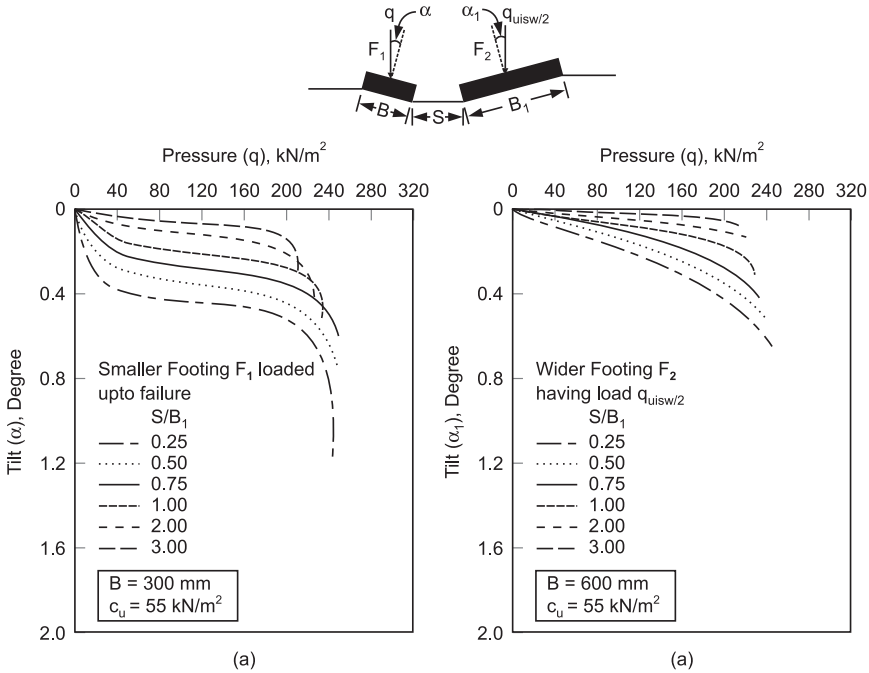 q α α₁ q_uisw/2
F₁ F₂
B S B₁
Pressure (q), kN/m²
0 40 80 120 160 200 240 280 320
0
0.4
0.8
1.2
1.6
2.0
Tilt (α), Degree
Smaller Footing F₁ loaded
upto failure
S/B₁
0.25
0.50
0.75
1.00
2.00
3.00
B = 300 mm
c_u = 55 kN/m²
(a)
Pressure (q), kN/m²
0 40 80 120 160 200 240 280 320
0
0.4
0.8
1.2
1.6
2.0
Tilt (α₁), Degree
Wider Footing F₂
having load q_uisw/2
S/B₁
0.25
0.50
0.75
1.00
2.00
3.00
B = 600 mm
c_u = 55 kN/m²
(a)